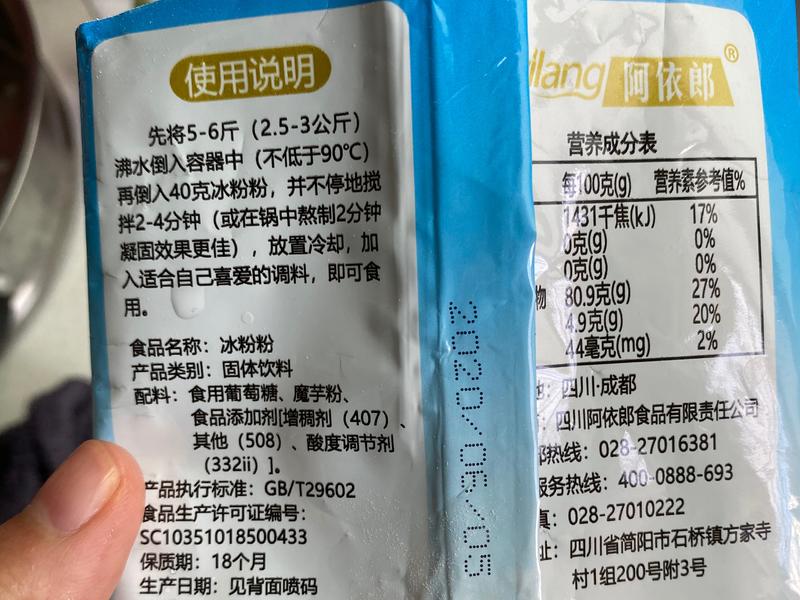 使用说明
先将5-6斤（2.5-3公斤）
沸水倒入容器中（不低于90℃）
再倒入40克冰粉粉，并不停地搅
拌2-4分钟（或在锅中熬制2分钟
凝固效果更佳），放置冷却，加
入适合自己喜爱的调料，即可食
用。
食品名称：冰粉粉
产品类别：固体饮料
配料：食用葡萄糖、魔芋粉、
食品添加剂[增稠剂（407）、
其他（508）、酸度调节剂
（332ii）]。
产品执行标准：GB/T29602
食品生产许可证编号：
SC10351018500433
保质期：18个月
生产日期：见背面喷码
2020/06/05
ilang 阿依郎®
营养成分表
每100克(g) 营养素参考值%
1431千焦(kJ) 17%
0克(g) 0%
0克(g) 0%
物 80.9克(g) 27%
4.9克(g) 20%
44毫克(mg) 2%
地：四川·成都
：四川阿依郎食品有限责任公司
热线：028-27016381
服务热线：400-0888-693
真：028-27010222
址：四川省简阳市石桥镇方家寺
村1组200号附3号